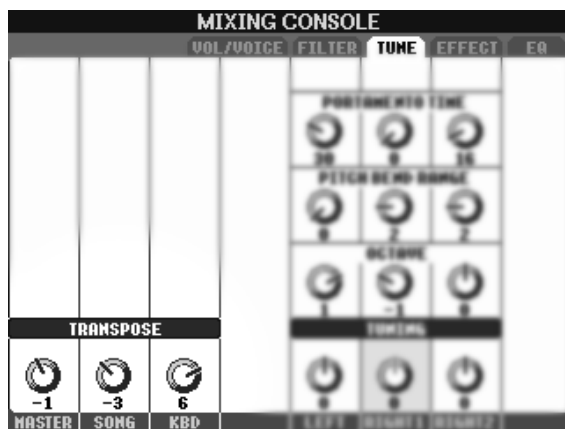 MIXING CONSOLE
VOL/VOICE FILTER TUNE EFFECT EQ
PORTAMENTO TIME
30 0 16
PITCH BEND RANGE
0 2 2
OCTAVE
1 -1 0
TRANSPOSE TUNING
-1 -3 6 0 0 0
MASTER SONG KBD LEFT RIGHT1 RIGHT2